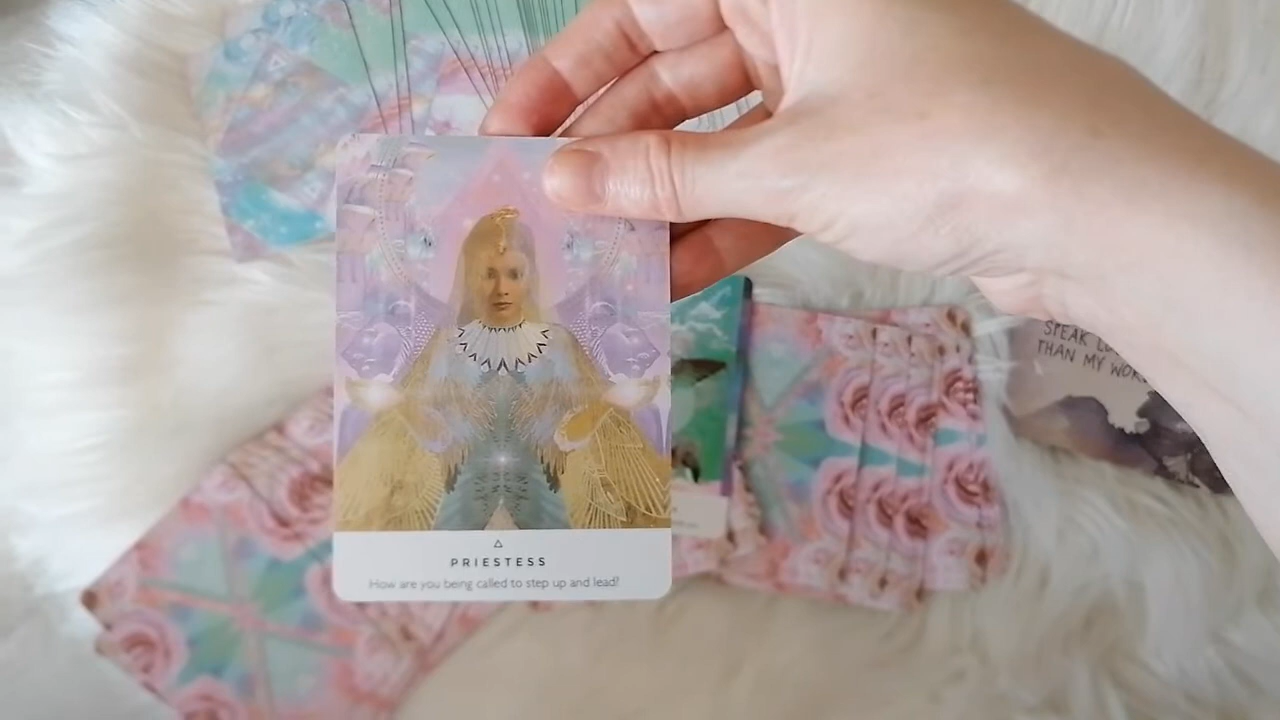 PRIESTESS
How are you being called to step up and lead?
SPEAK
THAN MY